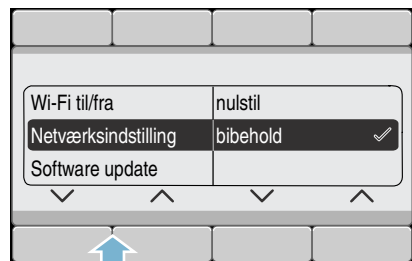 Wi-Fi til/fra nulstil
Netværksindstilling bibehold
Software update